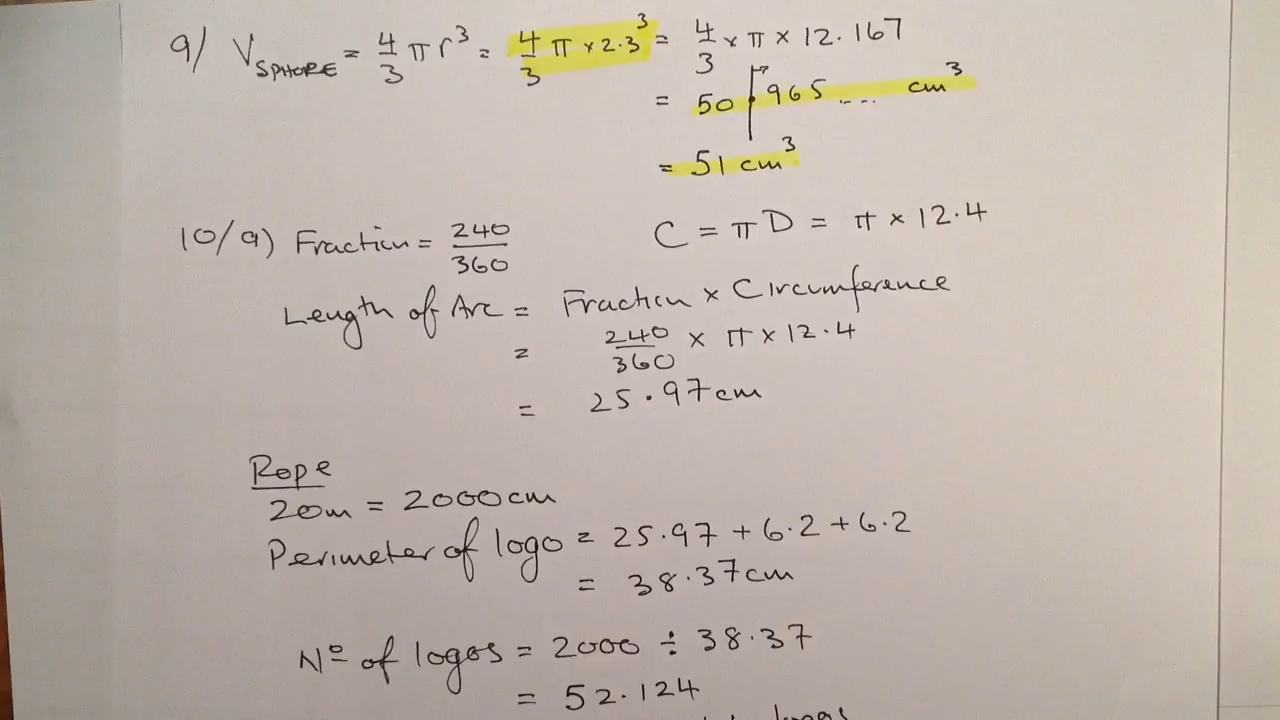 9/ V SPHERE = 4/3 π r³ = 4/3 π × 2.3³ = 4/3 × π × 12.167
= 50.965 .... cm³
= 51 cm³
10/a) Fraction = 240/360 C = πD = π × 12.4
Length of Arc = Fraction × Circumference
= 240/360 × π × 12.4
= 25.97cm
Rope
20m = 2000cm
Perimeter of logo = 25.97 + 6.2 + 6.2
= 38.37cm
Nº of logos = 2000 ÷ 38.37
= 52.124
logos